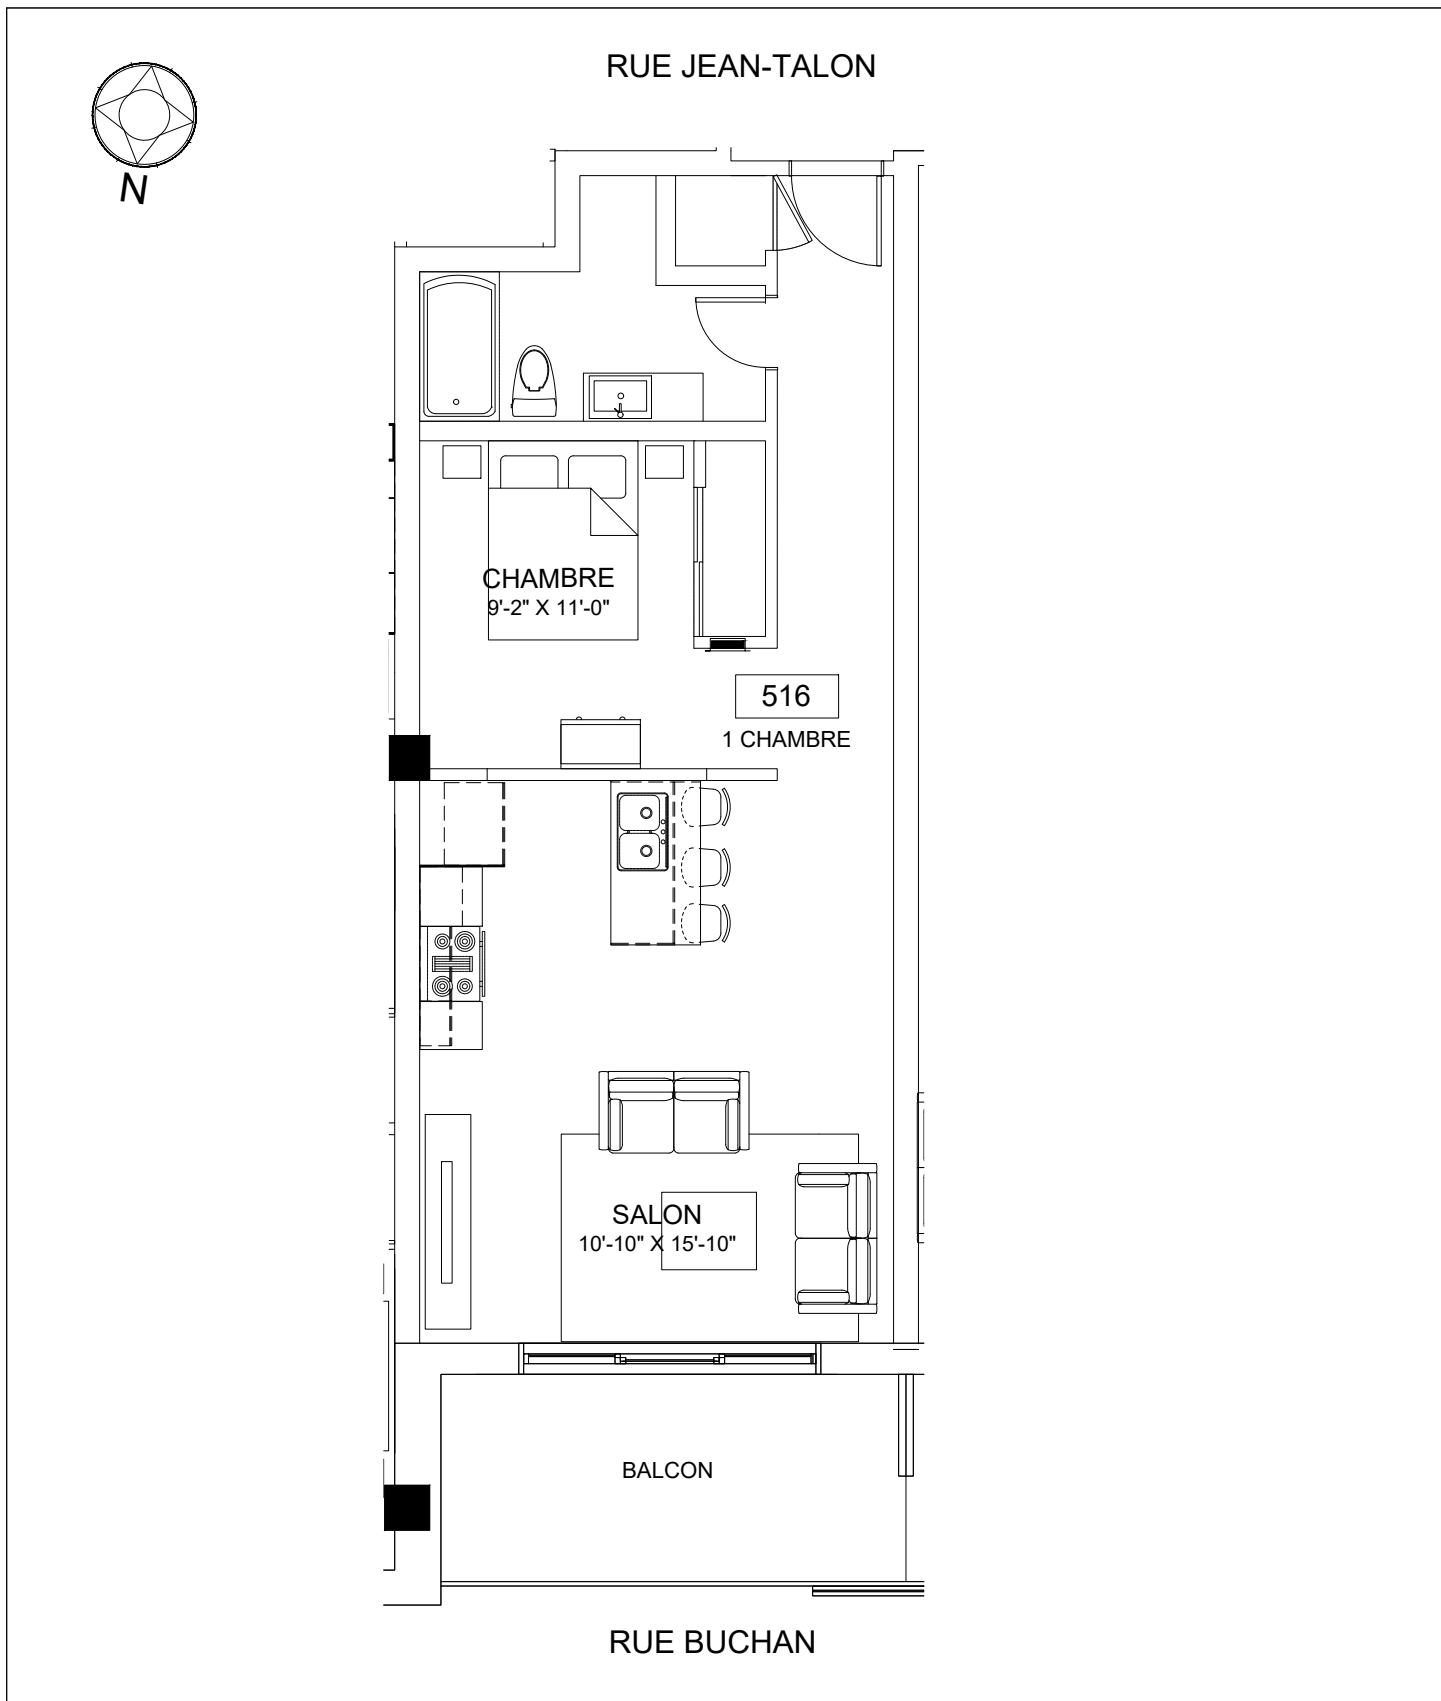 RUE JEAN-TALON
N
CHAMBRE
9'-2" X 11'-0"
516
1 CHAMBRE
SALON
10'-10" X 15'-10"
BALCON
RUE BUCHAN